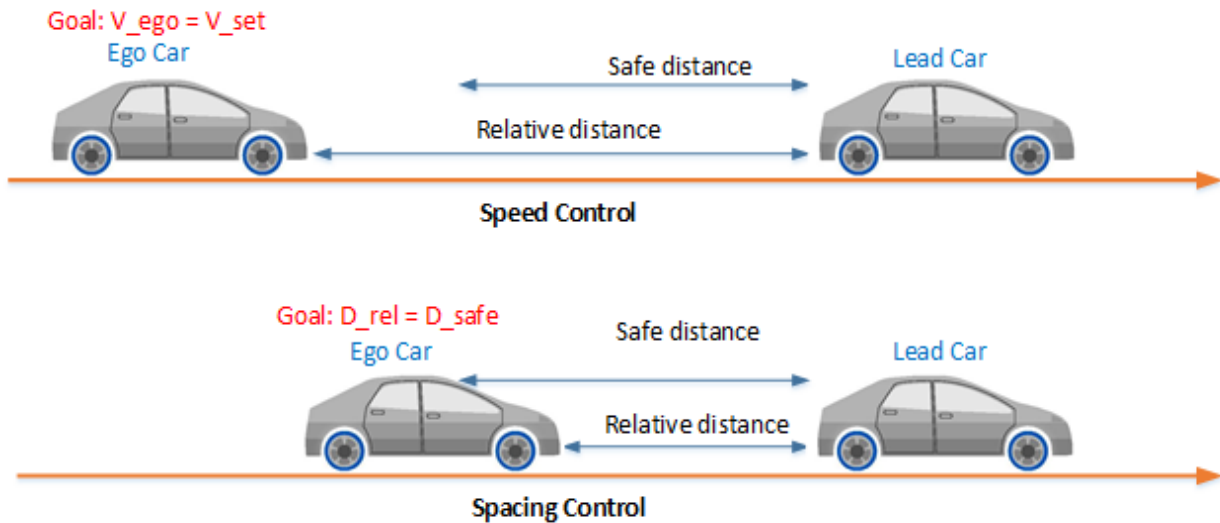 Goal: V_ego = V_set
Ego Car
Safe distance
Lead Car
Relative distance
Speed Control
Goal: D_rel = D_safe
Safe distance
Ego Car
Lead Car
Relative distance
Spacing Control